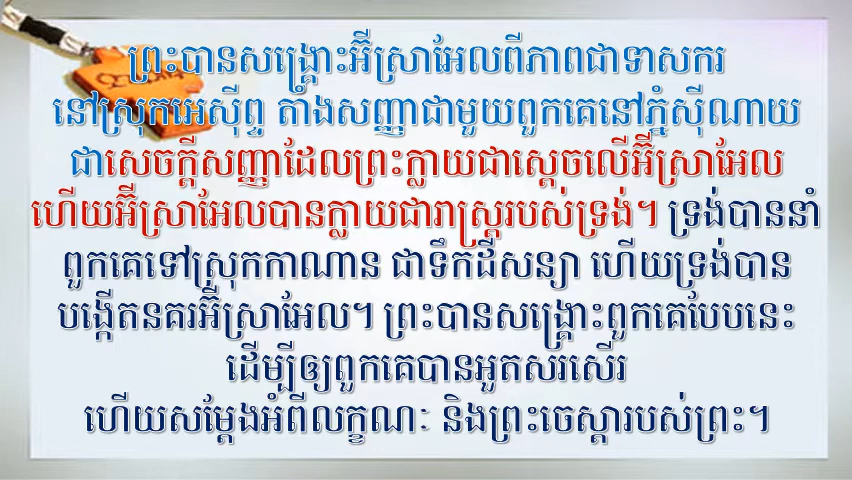 ព្រះបានសង្គ្រោះអ៊ីស្រាអែលពីភាពជាទាសករ
នៅស្រុកអេស៊ីព្ទ តាំងសញ្ញាជាមួយពួកគេនៅភ្នំស៊ីណាយ
ជាសេចក្តីសញ្ញាដែលព្រះក្លាយជាស្តេចលើអ៊ីស្រាអែល
ហើយអ៊ីស្រាអែលបានក្លាយជារាស្ត្ររបស់ទ្រង់។ ទ្រង់បាននាំ
ពួកគេទៅស្រុកកាណាន ជាទឹកដីសន្យា ហើយទ្រង់បាន
បង្កើតនគរអ៊ីស្រាអែល។ ព្រះបានសង្គ្រោះពួកគេបែបនេះ
ដើម្បីឲ្យពួកគេបានអួតសរសើរ
ហើយសម្តែងអំពីលក្ខណៈ និងព្រះចេស្តារបស់ព្រះ។